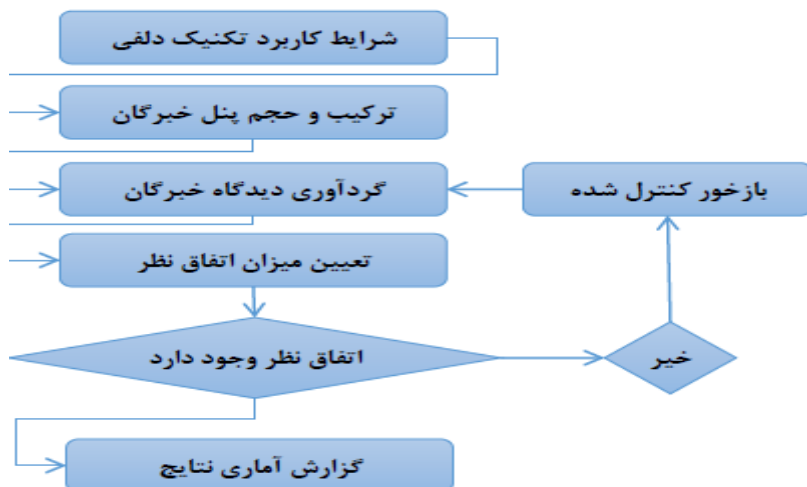 شرایط کاربرد تکنیک دلفی
ترکیب و حجم پنل خبرگان
گردآوری دیدگاه خبرگان
بازخور کنترل شده
تعیین میزان اتفاق نظر
اتفاق نظر وجود دارد
خیر
گزارش آماری نتایج